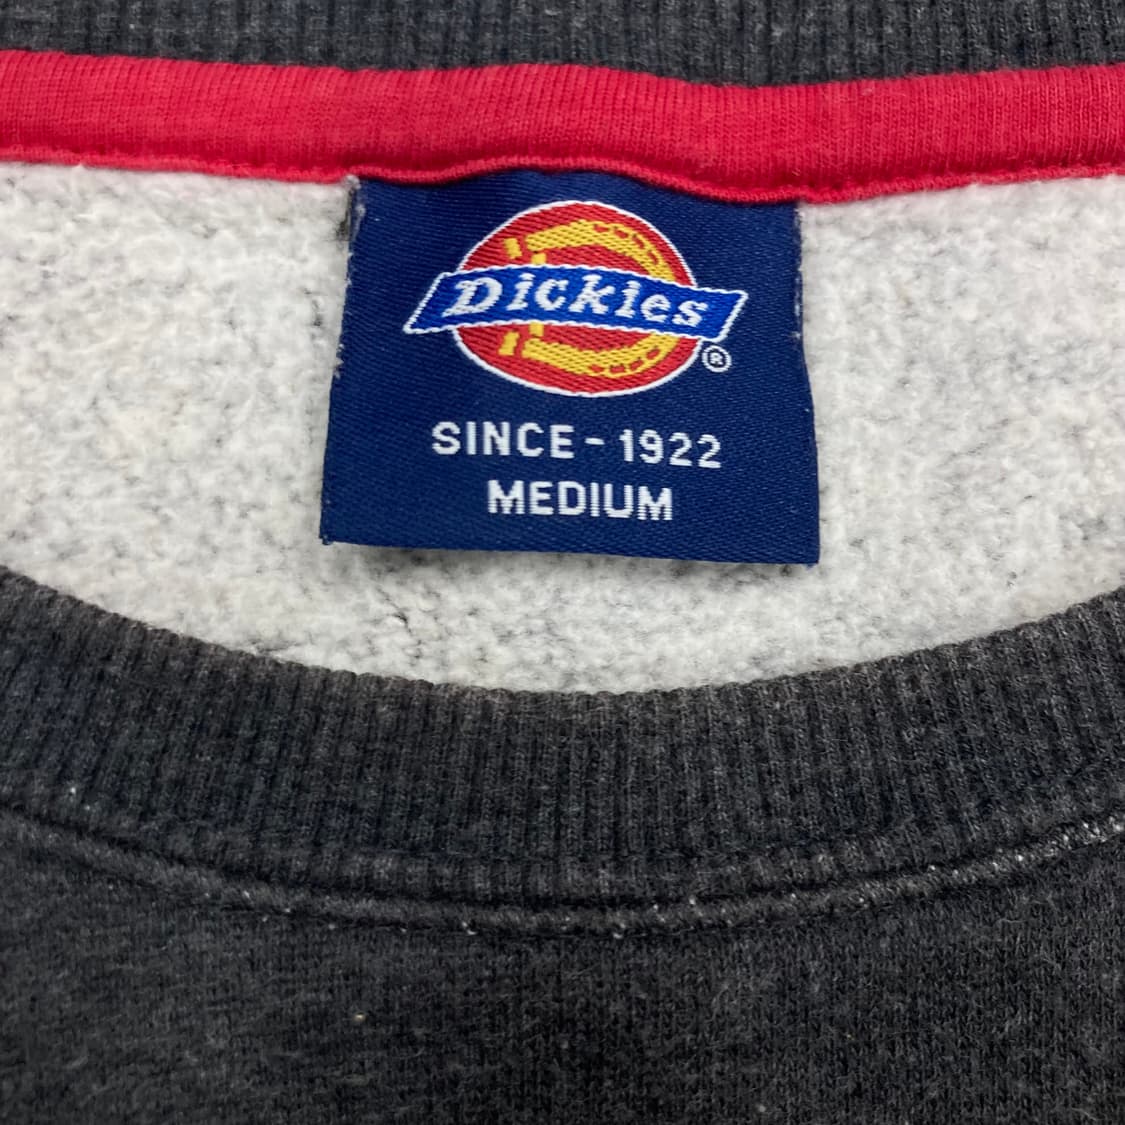 Dickies
®
SINCE - 1922
MEDIUM